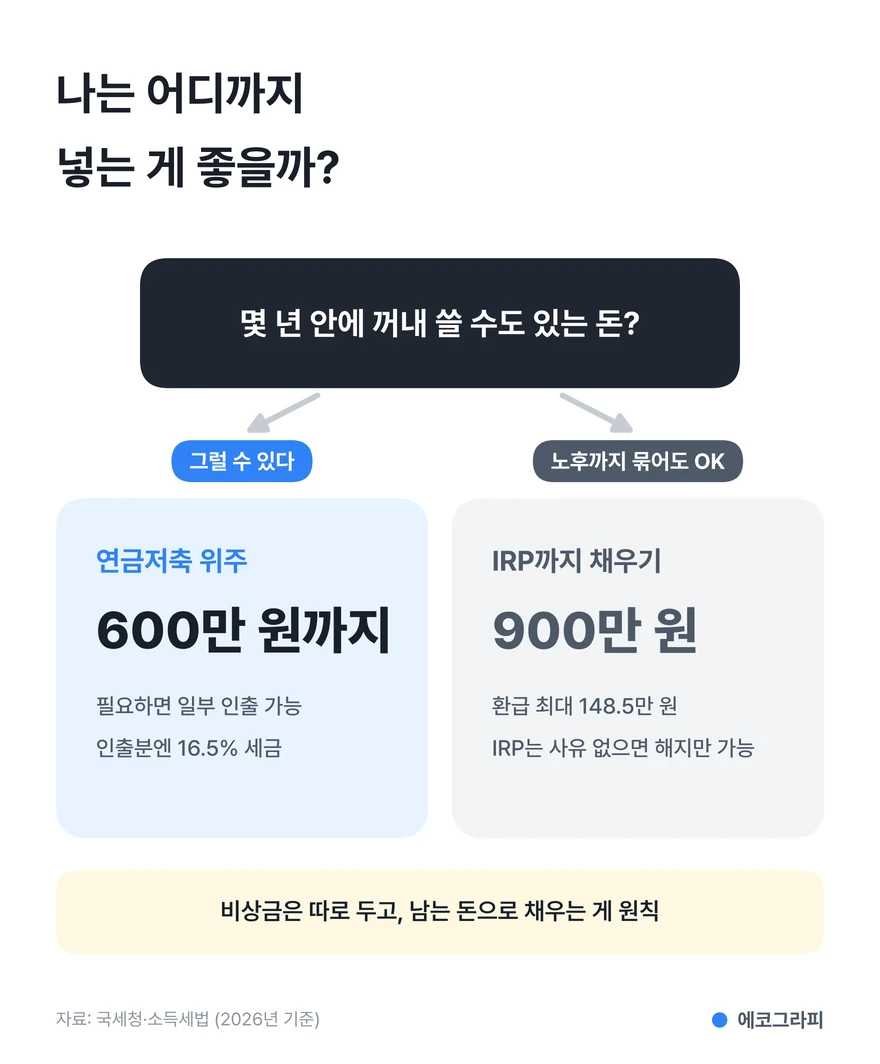 나는 어디까지
넣는 게 좋을까?
몇 년 안에 꺼내 쓸 수도 있는 돈?
그럴 수 있다
노후까지 묶어도 OK
연금저축 위주
600만 원까지
필요하면 일부 인출 가능
인출분엔 16.5% 세금
IRP까지 채우기
900만 원
환급 최대 148.5만 원
IRP는 사유 없으면 해지만 가능
비상금은 따로 두고, 남는 돈으로 채우는 게 원칙
자료: 국세청·소득세법 (2026년 기준)
에코그라피